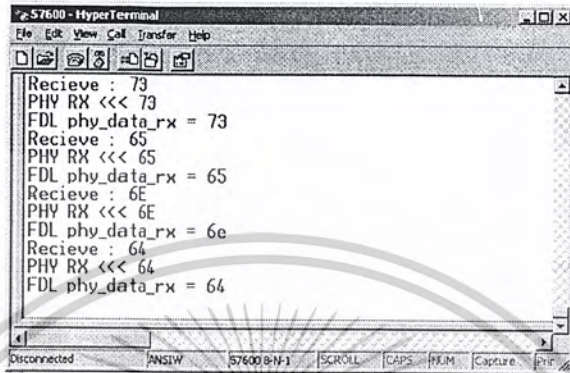 57600 - HyperTerminal
File Edit View Call Transfer Help
Recieve : 73
PHY RX <<< 73
FDL phy_data_rx = 73
Recieve : 65
PHY RX <<< 65
FDL phy_data_rx = 65
Recieve : 6E
PHY RX <<< 6E
FDL phy_data_rx = 6e
Recieve : 64
PHY RX <<< 64
FDL phy_data_rx = 64
Disconnected ANSIW 57600 8-N-1 SCROLL CAPS NUM Capture Prir